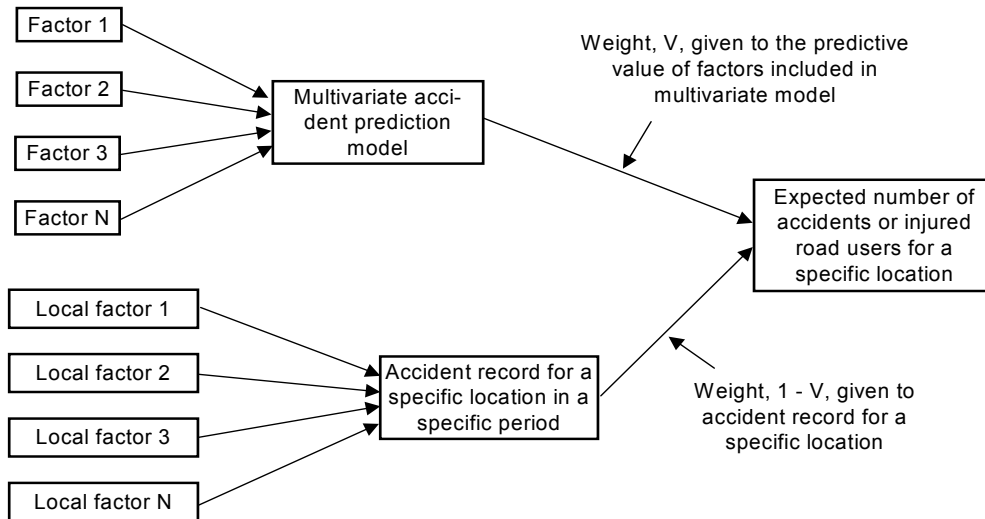 Factor 1
Factor 2
Factor 3
Factor N
Multivariate acci-
dent prediction
model
Weight, V, given to the predictive
value of factors included in
multivariate model
Expected number of
accidents or injured
road users for a
specific location
Local factor 1
Local factor 2
Local factor 3
Local factor N
Accident record for a
specific location in a
specific period
Weight, 1 - V, given to
accident record for a
specific location